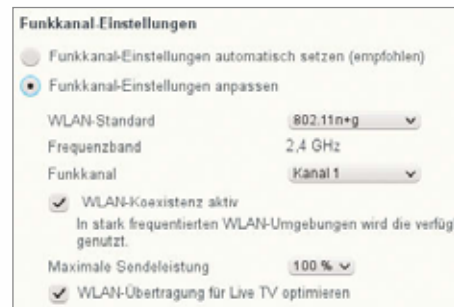 Funkkanal-Einstellungen
Funkkanal-Einstellungen automatisch setzen (empfohlen)
Funkkanal-Einstellungen anpassen
WLAN-Standard 802.11n+g
Frequenzband 2,4 GHz
Funkkanal Kanal 1
WLAN-Koexistenz aktiv
In stark frequentierten WLAN-Umgebungen wird die verfüg
genutzt.
Maximale Sendeleistung 100 %
WLAN-Übertragung für Live TV optimieren